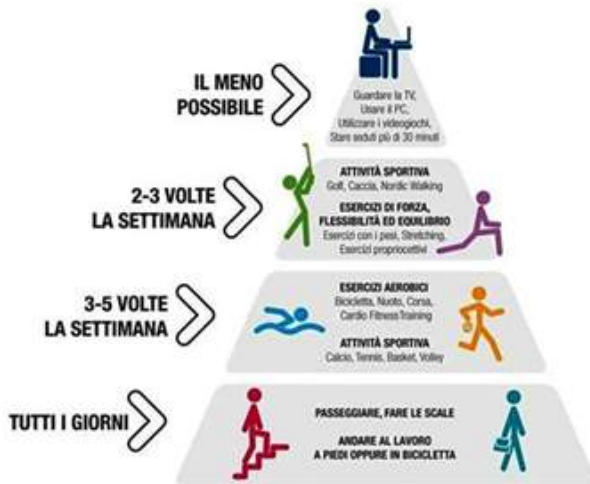 IL MENO
POSSIBILE
Guardare la TV,
Usare il PC,
Utilizzare i videogiochi,
Stare seduti più di 30 minuti
2-3 VOLTE
LA SETTIMANA
ATTIVITÀ SPORTIVA
Golf, Caccia, Nordic Walking
ESERCIZI DI FORZA,
FLESSIBILITÀ ED EQUILIBRIO
Esercizi con i pesi, Stretching,
Esercizi propriocettivi
3-5 VOLTE
LA SETTIMANA
ESERCIZI AEROBICI
Bicicletta, Nuoto, Corsa,
Cardio FitnessTraining
ATTIVITÀ SPORTIVA
Calcio, Tennis, Basket, Volley
TUTTI I GIORNI
PASSEGGIARE, FARE LE SCALE
ANDARE AL LAVORO
A PIEDI OPPURE IN BICICLETTA